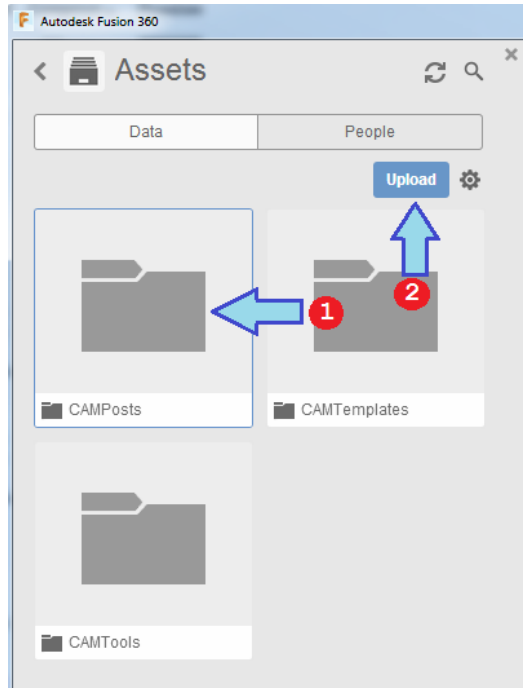 Autodesk Fusion 360
Assets
Data People
Upload
1
2
CAMPosts CAMTemplates
CAMTools